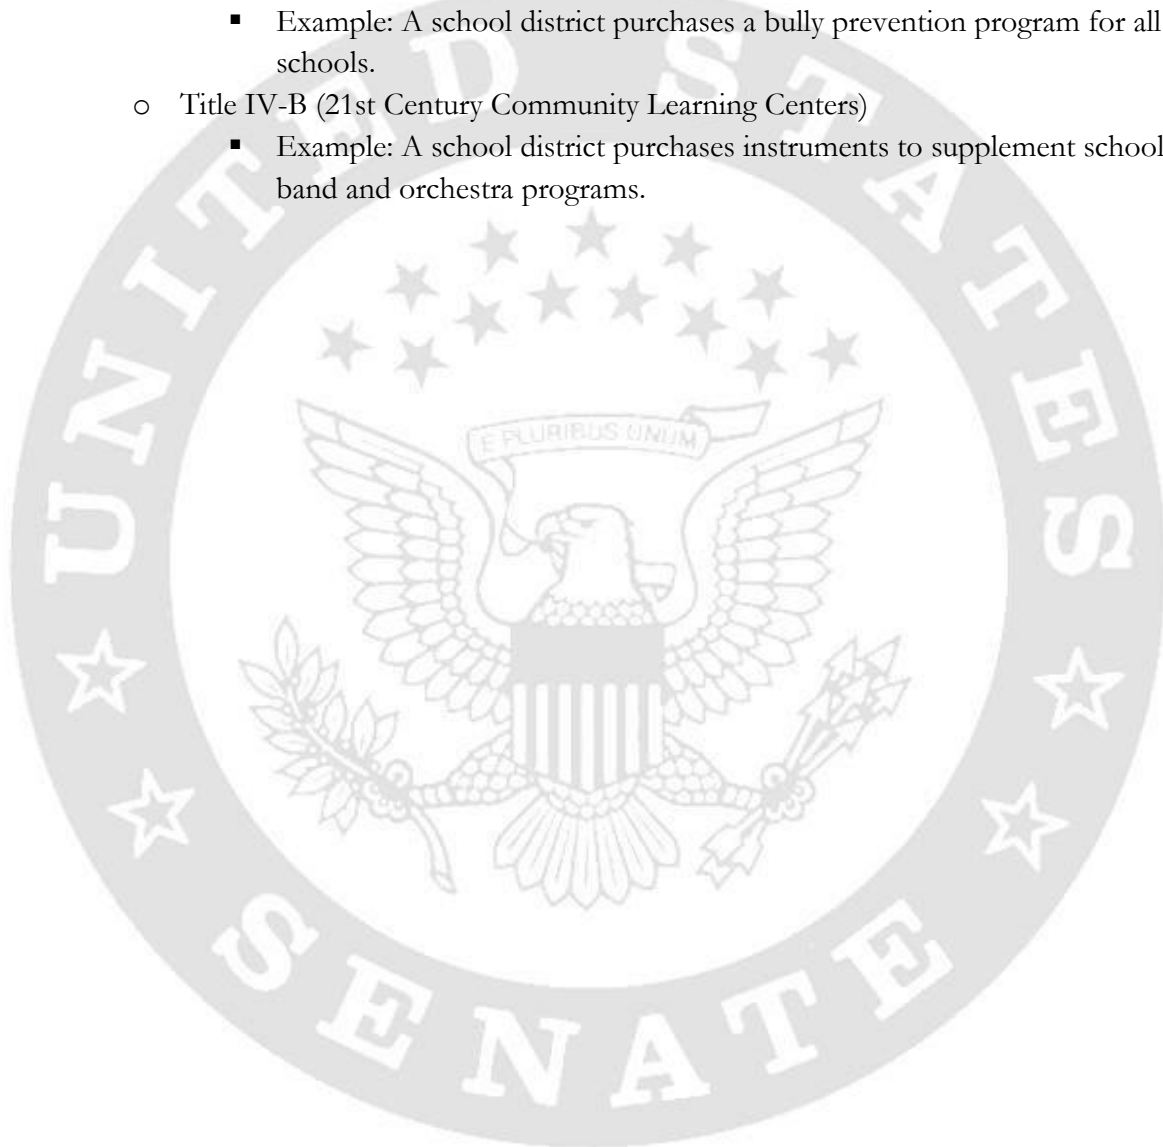 ▪ Example: A school district purchases a bully prevention program for all
schools.
o Title IV-B (21st Century Community Learning Centers)
▪ Example: A school district purchases instruments to supplement school
band and orchestra programs.
UNITED STATES
E PLURIBUS UNUM
SENATE